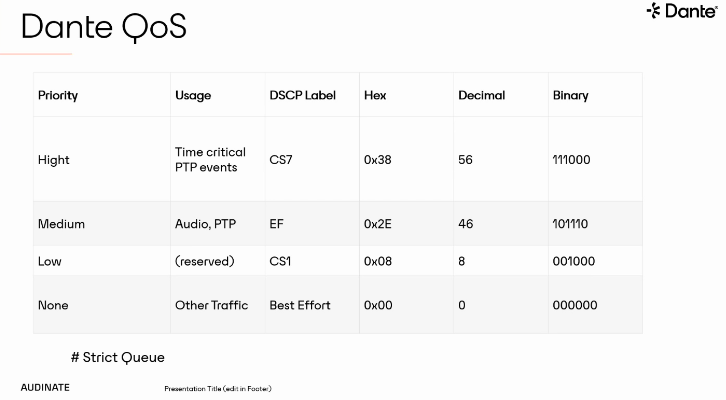 Dante QoS
Dante®
Priority Usage DSCP Label Hex Decimal Binary
Hight Time critical PTP events CS7 0x38 56 111000
Medium Audio, PTP EF 0x2E 46 101110
Low (reserved) CS1 0x08 8 001000
None Other Traffic Best Effort 0x00 0 000000
# Strict Queue
AUDINATE Presentation Title (edit in Footer)